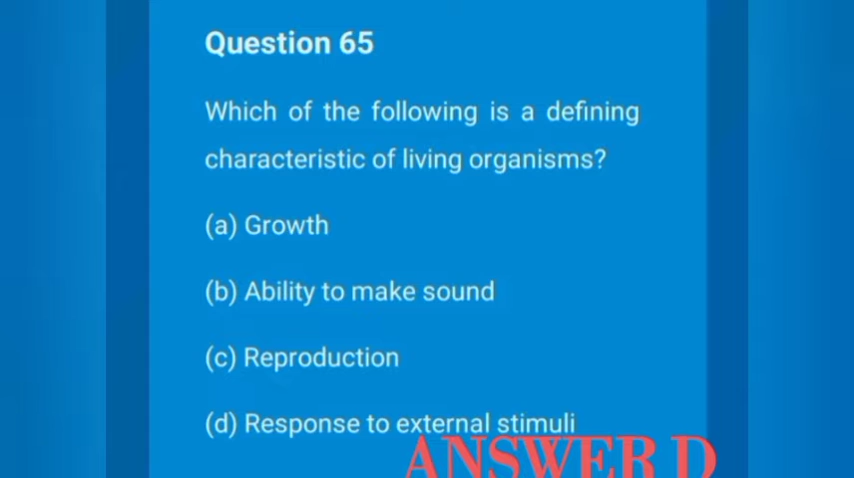 Question 65
Which of the following is a defining
characteristic of living organisms?
(a) Growth
(b) Ability to make sound
(c) Reproduction
(d) Response to external stimuli
ANSWER D